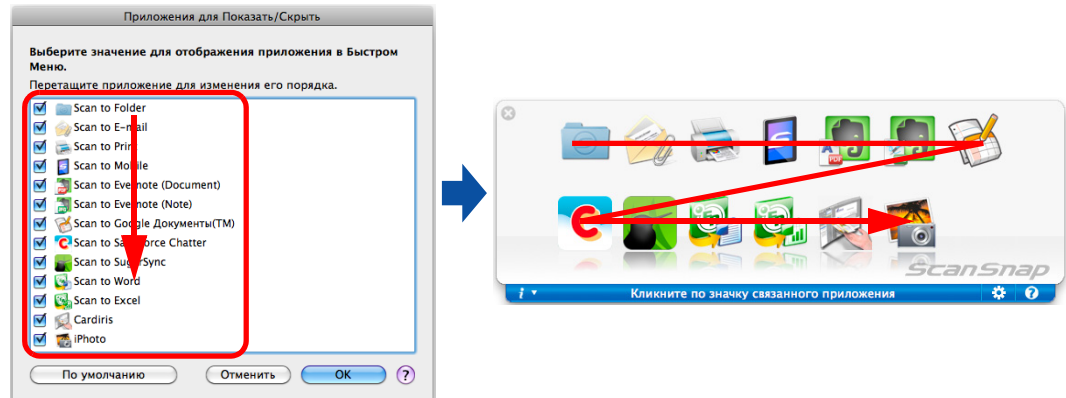 Приложения для Показать/Скрыть
Выберите значение для отображения приложения в Быстром
Меню.
Перетащите приложение для изменения его порядка.
Scan to Folder
Scan to E-mail
Scan to Print
Scan to Mobile
Scan to Evernote (Document)
Scan to Evernote (Note)
Scan to Google Документы(TM)
Scan to Salesforce Chatter
Scan to SugarSync
Scan to Word
Scan to Excel
Cardiris
iPhoto
По умолчанию
Отменить
OK
?
A
PDF
C
ScanSnap
i
Кликните по значку связанного приложения
?